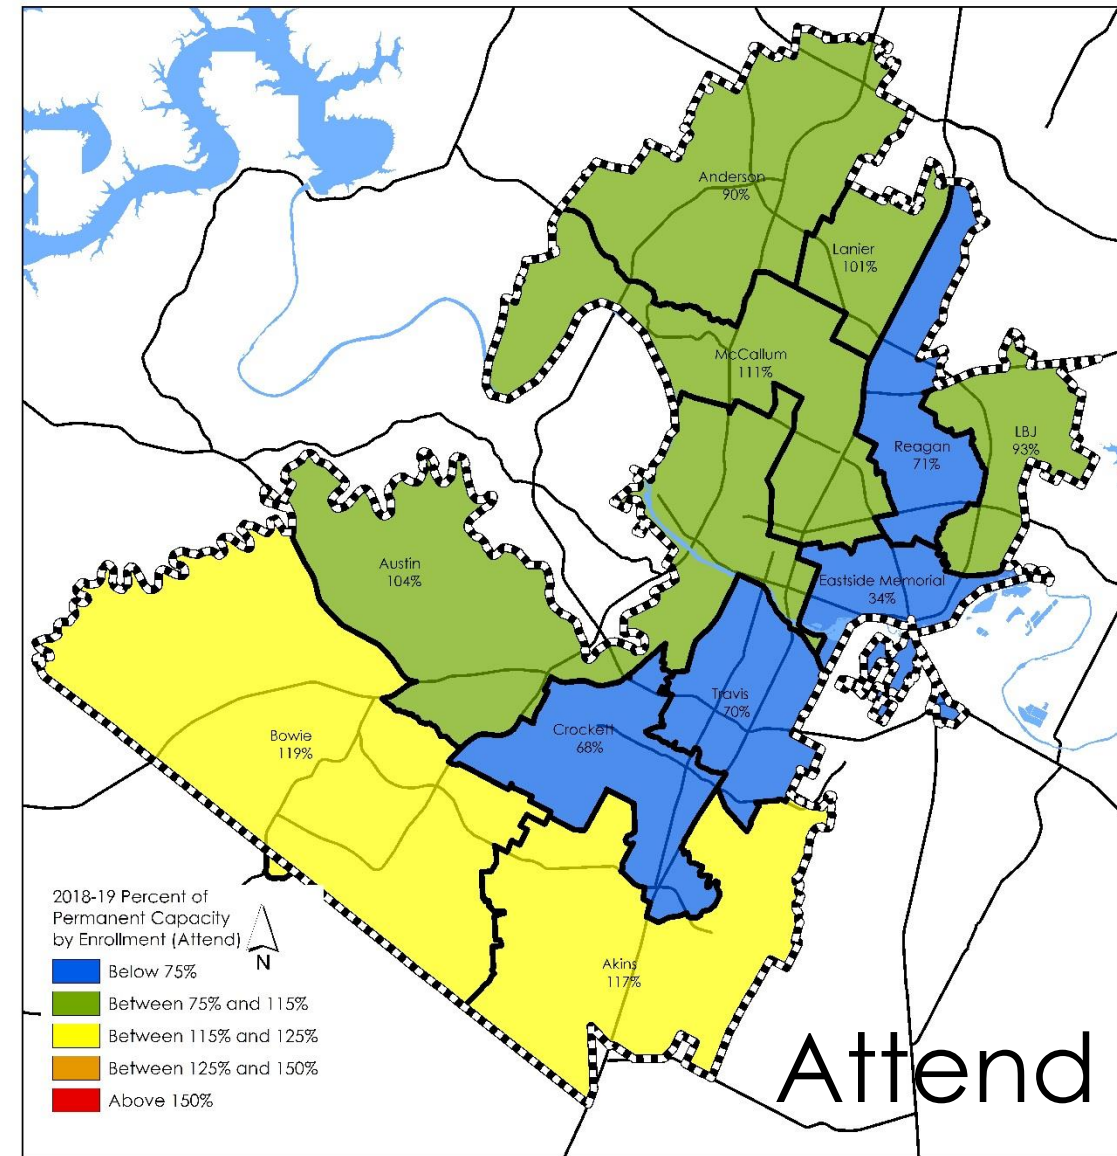 Anderson
90%
Lanier
101%
McCallum
111%
LBJ
93%
Reagan
71%
Austin
104%
Eastside Memorial
34%
Travis
70%
Crockett
68%
Bowie
119%
Akins
117%
2018-19 Percent of
Permanent Capacity
by Enrollment (Attend)
N
Below 75%
Between 75% and 115%
Between 115% and 125%
Between 125% and 150%
Above 150%
Attend